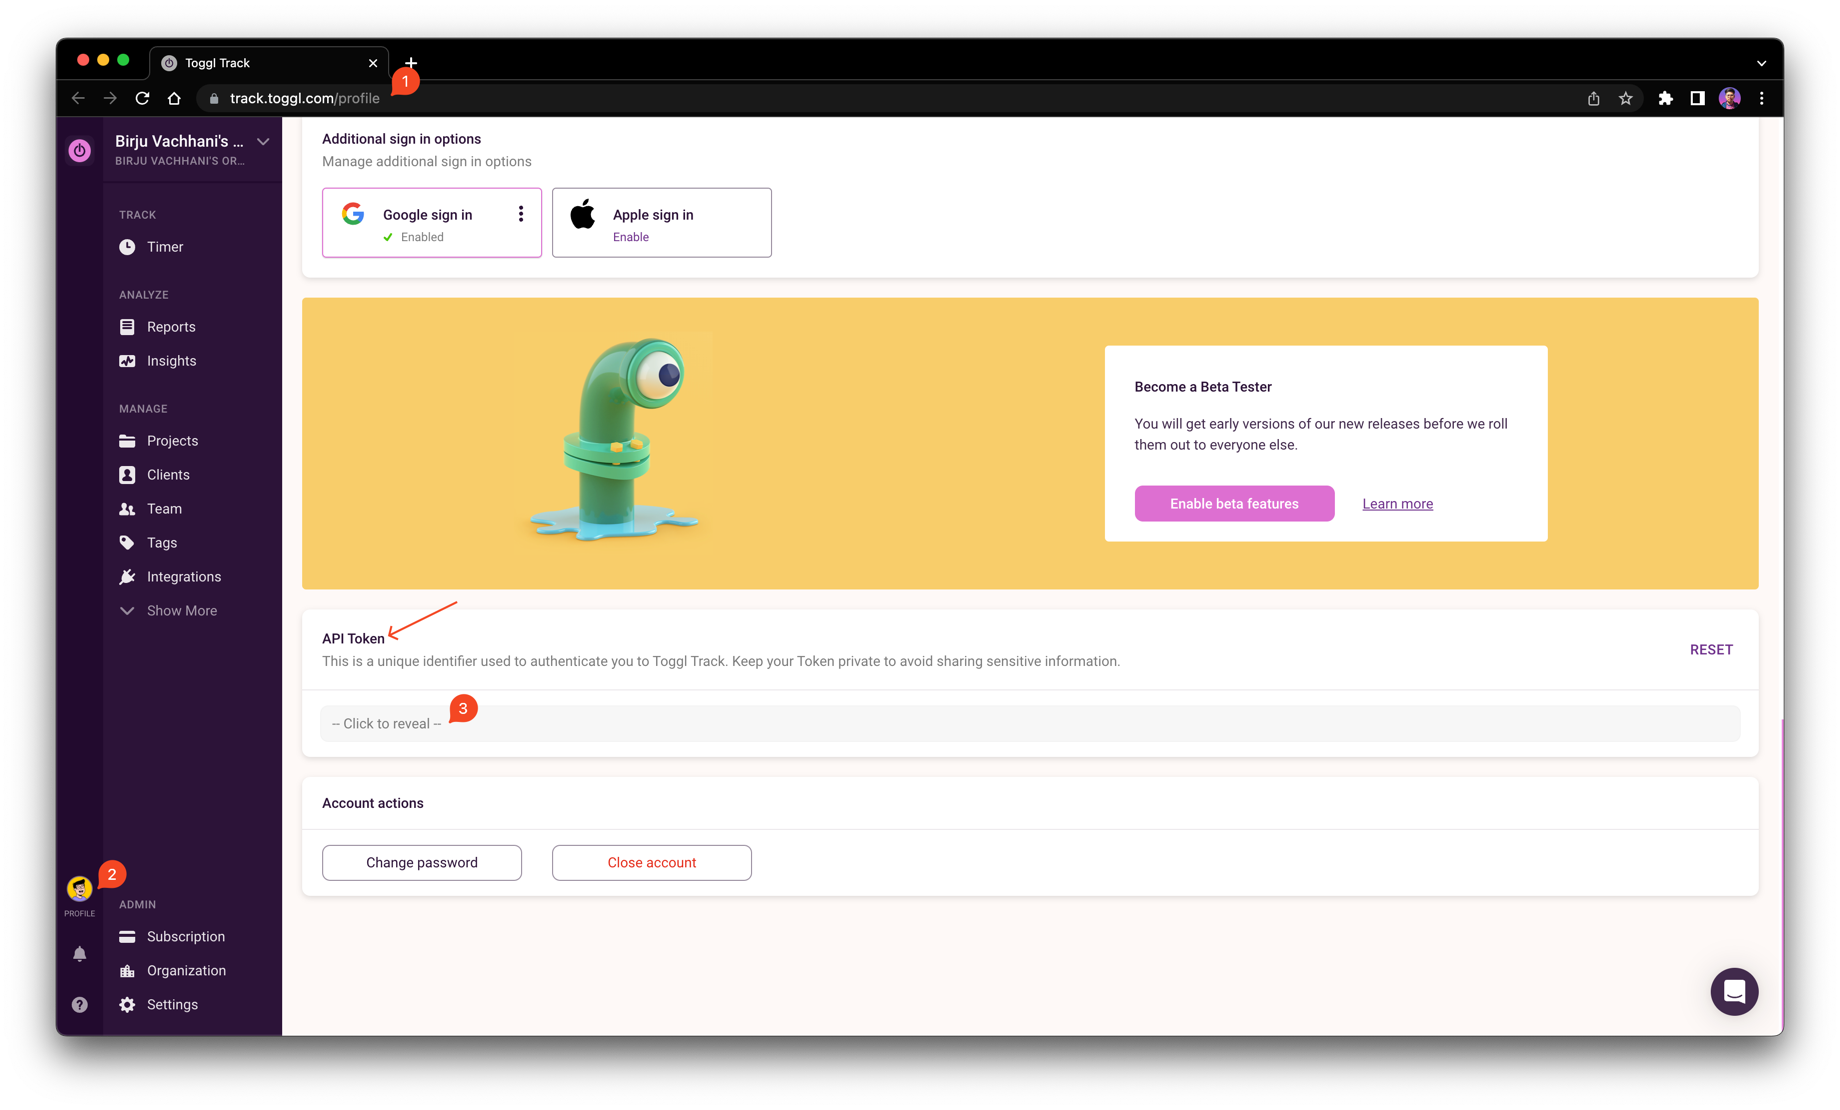 Toggl Track
1
track.toggl.com/profile
Birju Vachhani's ...
BIRJU VACHHANI'S OR...
TRACK
Timer
ANALYZE
Reports
Insights
MANAGE
Projects
Clients
Team
Tags
Integrations
Show More
2
PROFILE
ADMIN
Subscription
Organization
Settings
Additional sign in options
Manage additional sign in options
Google sign in
Enabled
Apple sign in
Enable
Become a Beta Tester
You will get early versions of our new releases before we roll
them out to everyone else.
Enable beta features
Learn more
API Token
This is a unique identifier used to authenticate you to Toggl Track. Keep your Token private to avoid sharing sensitive information.
RESET
-- Click to reveal --
3
Account actions
Change password
Close account